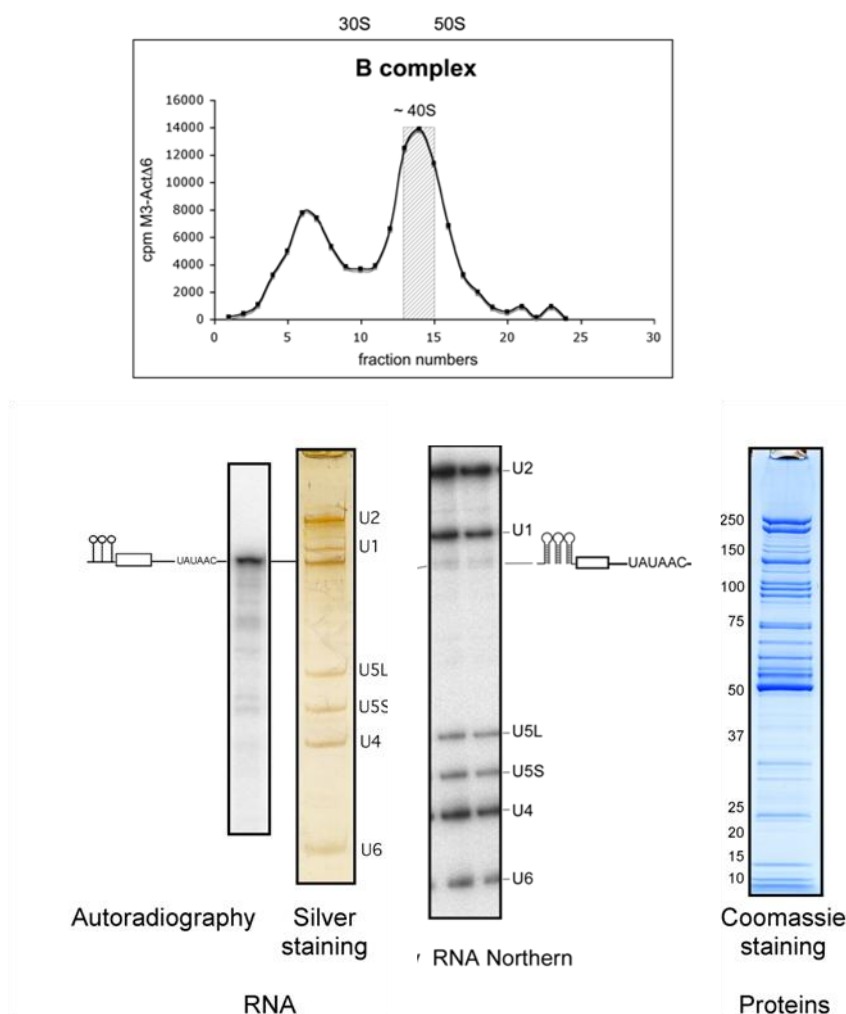 30S 50S
B complex
~ 40S
cpm M3-ActΔ6
16000
14000
12000
10000
8000
6000
4000
2000
0
0 5 10 15 20 25 30
fraction numbers
UAUAAC
U2
U1
U5L
U5S
U4
U6
U2
U1
UAUAAC
U5L
U5S
U4
U6
250
150
100
75
50
37
25
20
15
10
Autoradiography
Silver
staining
RNA Northern
Coomassie
staining
RNA
Proteins